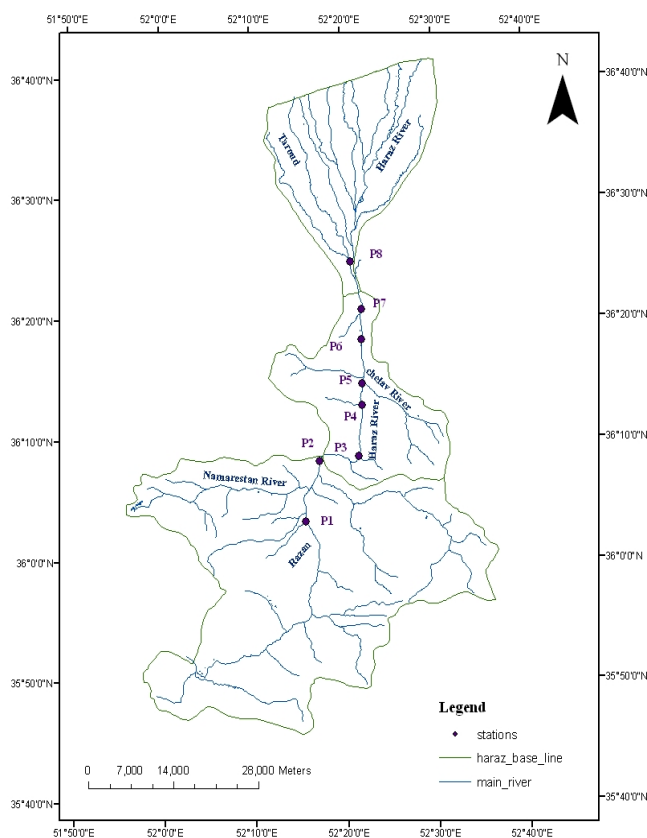 51°50'0"E 52°0'0"E 52°10'0"E 52°20'0"E 52°30'0"E 52°40'0"E
N
36°40'0"N 36°40'0"N
Taroud
Haraz River
36°30'0"N 36°30'0"N
P8
P7
36°20'0"N 36°20'0"N
P6
P5
chelav River
P4
Haraz River
36°10'0"N 36°10'0"N
P2 P3
Namarestan River
P1
Razan
36°0'0"N 36°0'0"N
35°50'0"N 35°50'0"N
Legend
stations
haraz_base_line
main_river
0 7,000 14,000 28,000 Meters
35°40'0"N 35°40'0"N
51°50'0"E 52°0'0"E 52°10'0"E 52°20'0"E 52°30'0"E 52°40'0"E